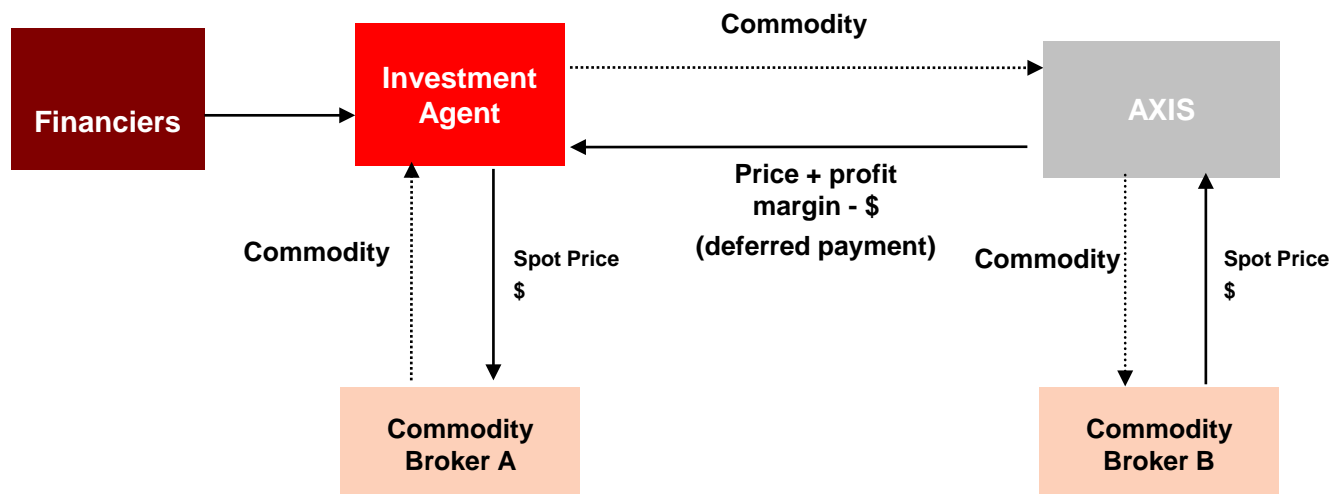 Commodity
Financiers
Investment
Agent
AXIS
Price + profit
margin - $
(deferred payment)
Commodity
Spot Price
$
Commodity
Spot Price
$
Commodity
Broker A
Commodity
Broker B